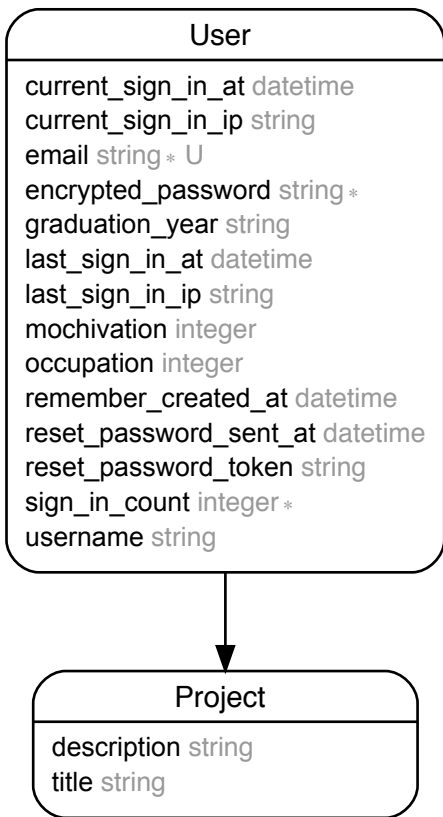 User
current_sign_in_at datetime
current_sign_in_ip string
email string * U
encrypted_password string *
graduation_year string
last_sign_in_at datetime
last_sign_in_ip string
mochivation integer
occupation integer
remember_created_at datetime
reset_password_sent_at datetime
reset_password_token string
sign_in_count integer *
username string
Project
description string
title string